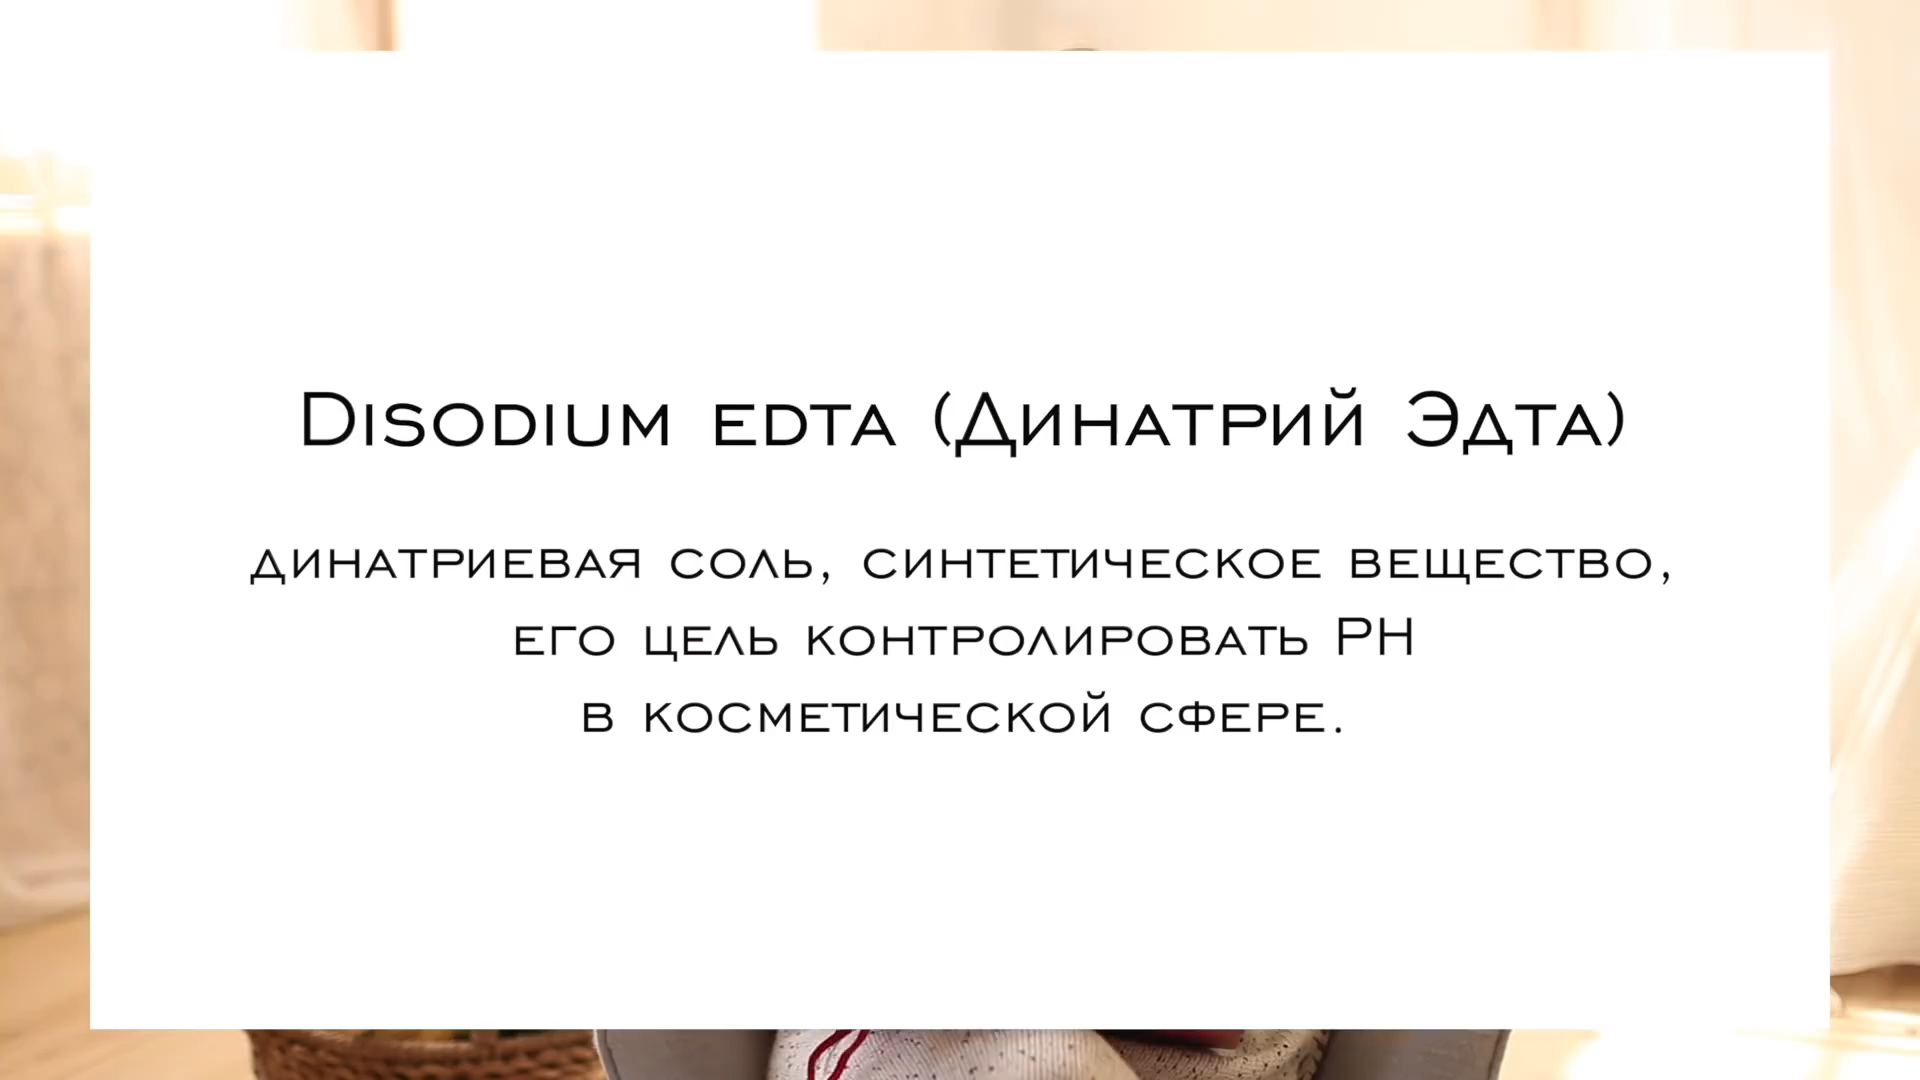 Disodium edta (Динатрий Эдта)
динатриевая соль, синтетическое вещество,
его цель контролировать PH
в косметической сфере.